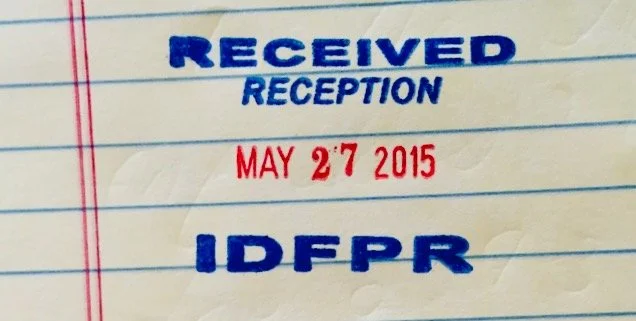 RECEIVED
RECEPTION
MAY 27 2015
IDFPR